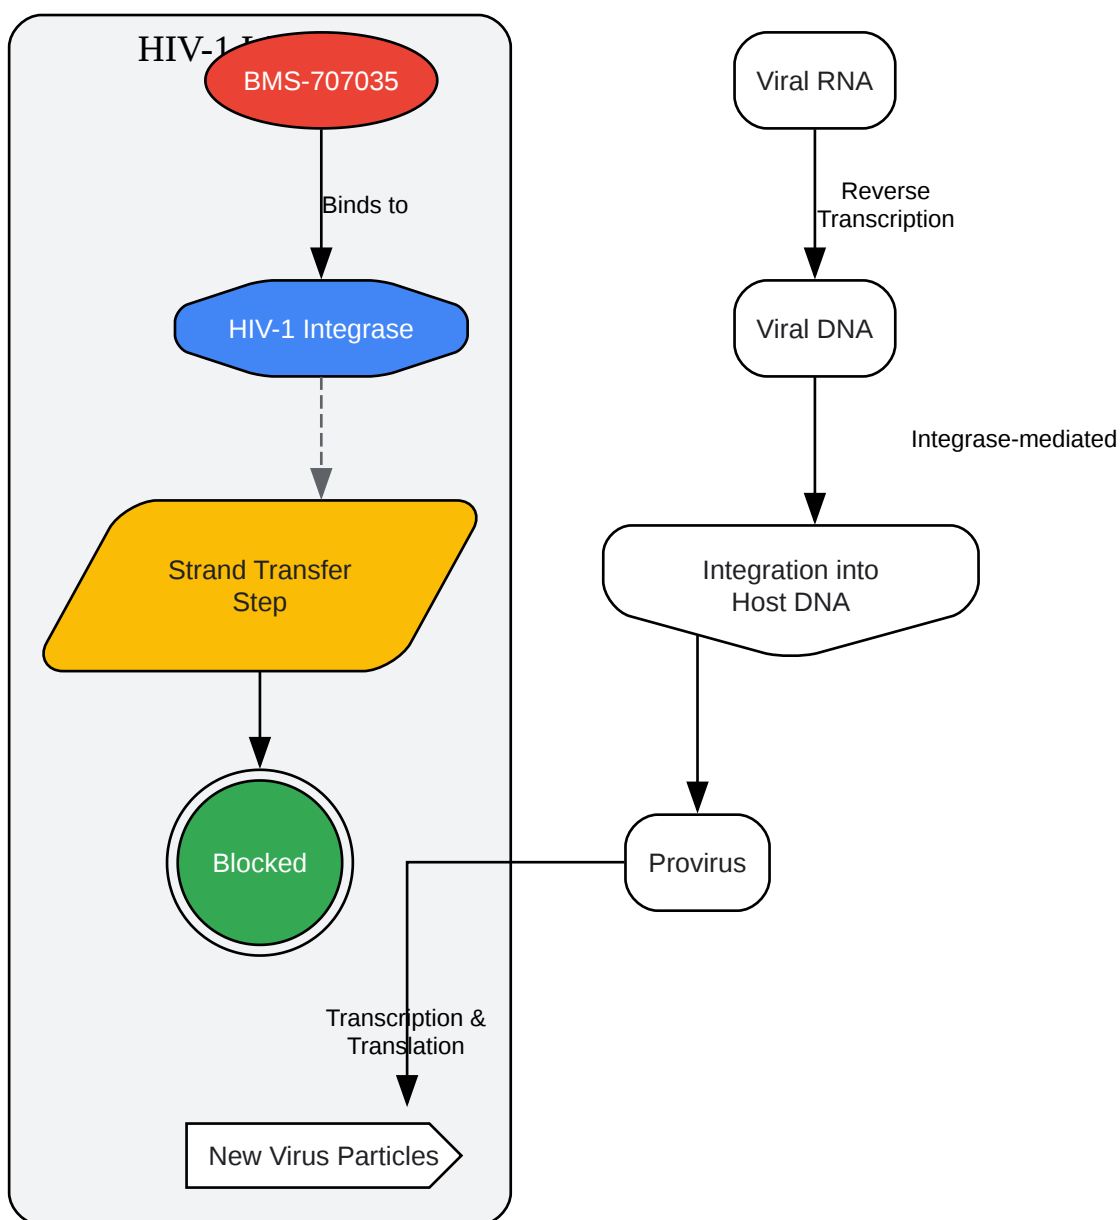 HIV-1
BMS-707035
Binds to
HIV-1 Integrase
Strand Transfer
Step
Blocked
Viral RNA
Reverse
Transcription
Viral DNA
Integrase-mediated
Integration into
Host DNA
Provirus
Transcription &
Translation
New Virus Particles